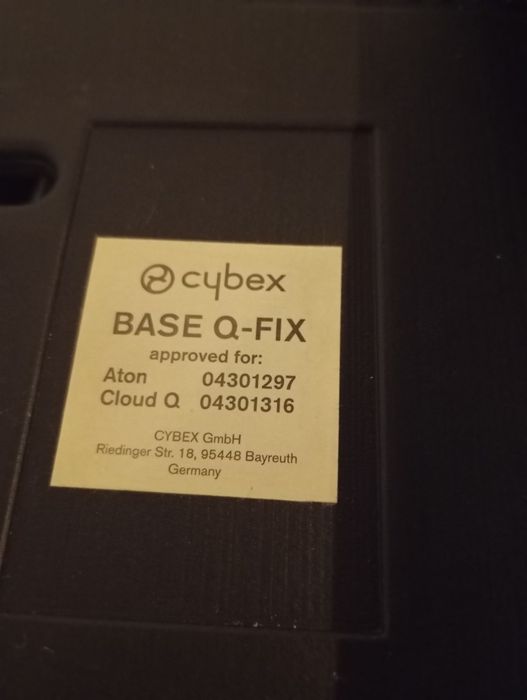 cybex
BASE Q-FIX
approved for:
Aton 04301297
Cloud Q 04301316
CYBEX GmbH
Riedinger Str. 18, 95448 Bayreuth
Germany